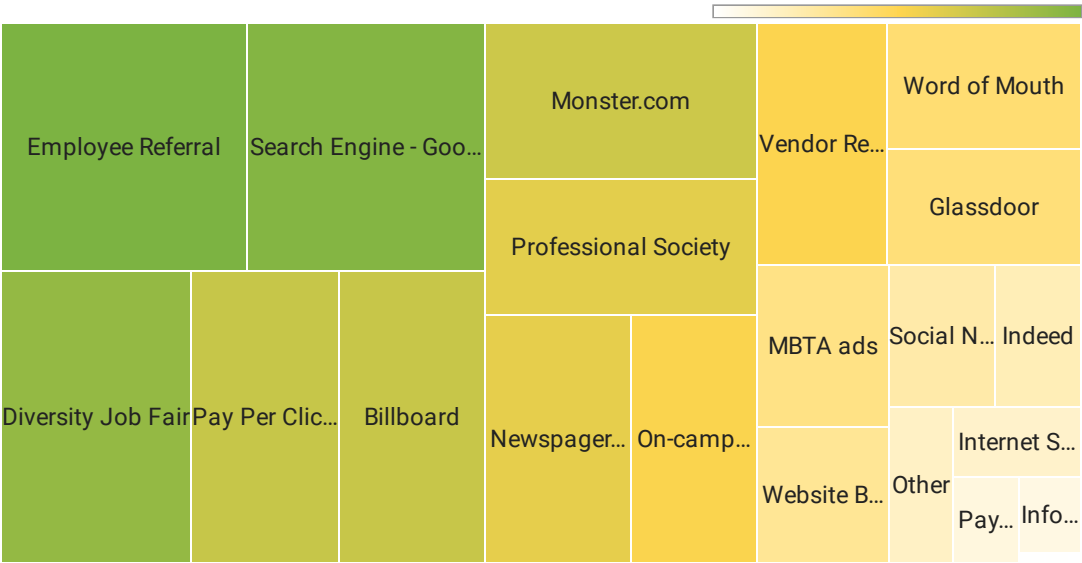 Employee Referral
Search Engine - Goo...
Monster.com
Vendor Re...
Word of Mouth
Glassdoor
Professional Society
Diversity Job Fair
Pay Per Clic...
Billboard
Newspager...
On-camp...
MBTA ads
Social N...
Indeed
Website B...
Other
Internet S...
Pay...
Info...